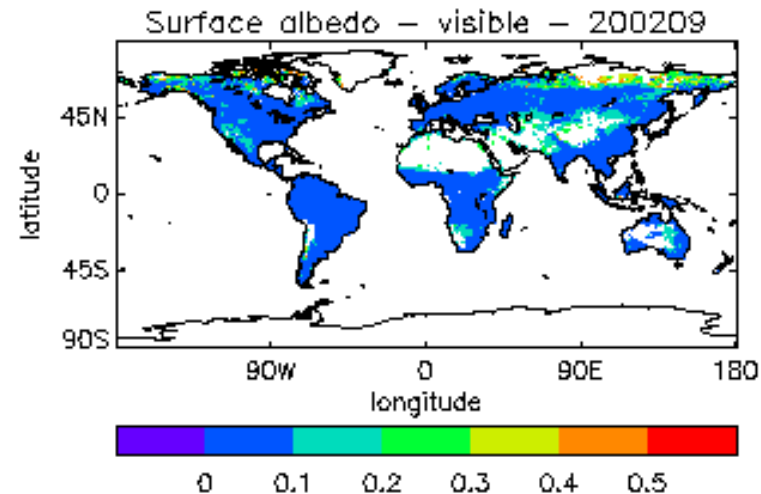 Surface albedo – visible – 200209
latitude
45N
0
45S
90S
90W 0 90E 180
longitude
0 0.1 0.2 0.3 0.4 0.5